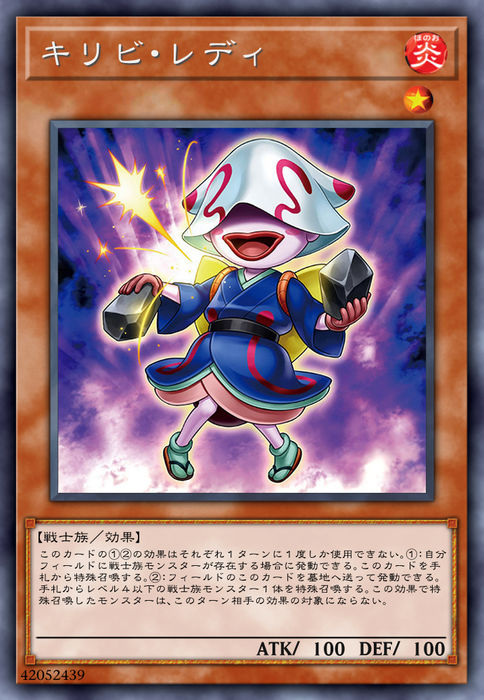 キリビ・レディ
ほのお
炎
【戦士族／効果】
このカードの①②の効果はそれぞれ１ターンに１度しか使用できない。①：自分
フィールドに戦士族モンスターが存在する場合に発動できる。このカードを手
札から特殊召喚する。②：フィールドのこのカードを墓地へ送って発動できる。
手札からレベル以下の戦士族モンスター１体を特殊召喚する。この効果で特
殊召喚したモンスターは、このターン相手の効果の対象にならない。
ATK/ 100 DEF/ 100
42052439